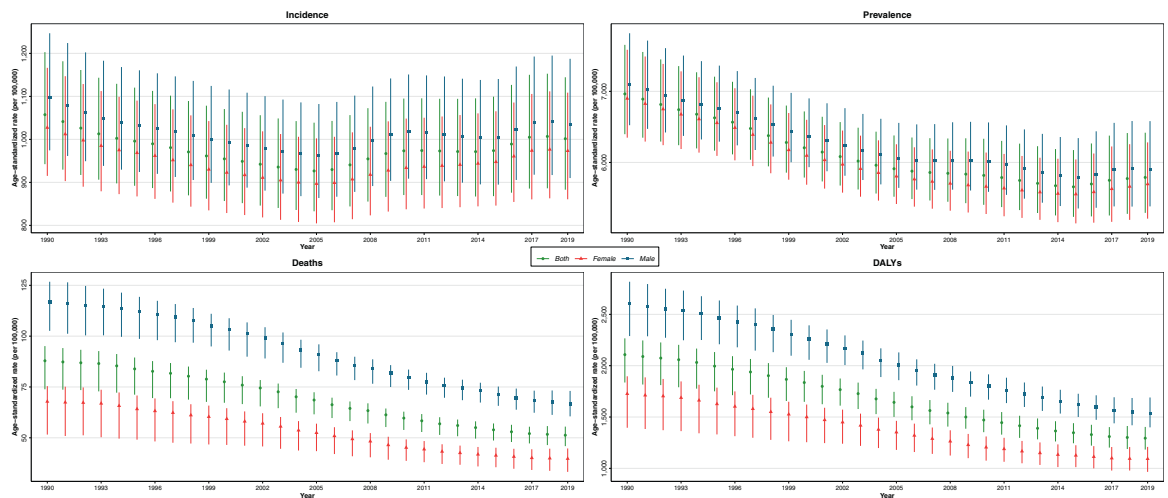 Incidence
Age−standardized rate (per 100,000)
1,200
1,100
1,000
900
800
1990 1993 1996 1999 2002 2005 2008 2011 2014 2017 2019
Year
Prevalence
Age−standardized rate (per 100,000)
7,000
6,000
1990 1993 1996 1999 2002 2005 2008 2011 2014 2017 2019
Year
Both Female Male
Deaths
Age−standardized rate (per 100,000)
125
100
75
50
1990 1993 1996 1999 2002 2005 2008 2011 2014 2017 2019
Year
DALYs
Age−standardized rate (per 100,000)
2,500
2,000
1,500
1,000
1990 1993 1996 1999 2002 2005 2008 2011 2014 2017 2019
Year